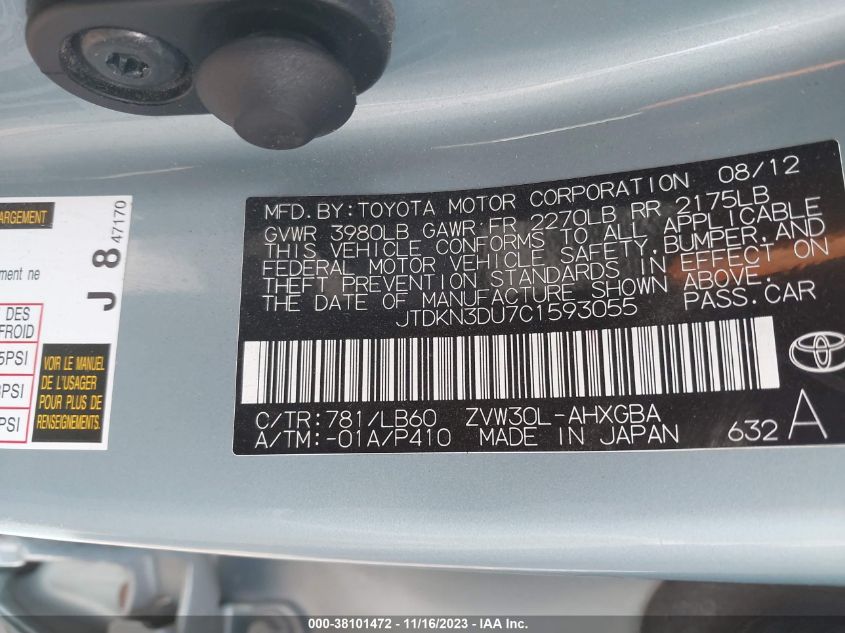 ARGEMENT
ment ne
DES
FROID
5PSI
PSI
PSI
J 8 47170
VOIR LE MANUEL
DE L'USAGER
POUR PLUS DE
RENSEIGNEMENTS.
MFD.BY:TOYOTA MOTOR CORPORATION 08/12
GVWR 3980LB GAWR FR 2270LB RR 2175LB
THIS VEHICLE CONFORMS TO ALL APPLICABLE
FEDERAL MOTOR VEHICLE SAFETY,BUMPER,AND
THEFT PREVENTION STANDARDS IN EFFECT ON
THE DATE OF MANUFACTURE SHOWN ABOVE.
JTDKN3DU7C1593055 PASS.CAR
C/TR:781/LB60 ZVW30L-AHXGBA
A/TM:-01A/P410 MADE IN JAPAN 632 A
TOYOTA
000-38101472 - 11/16/2023 - © IAA Inc.